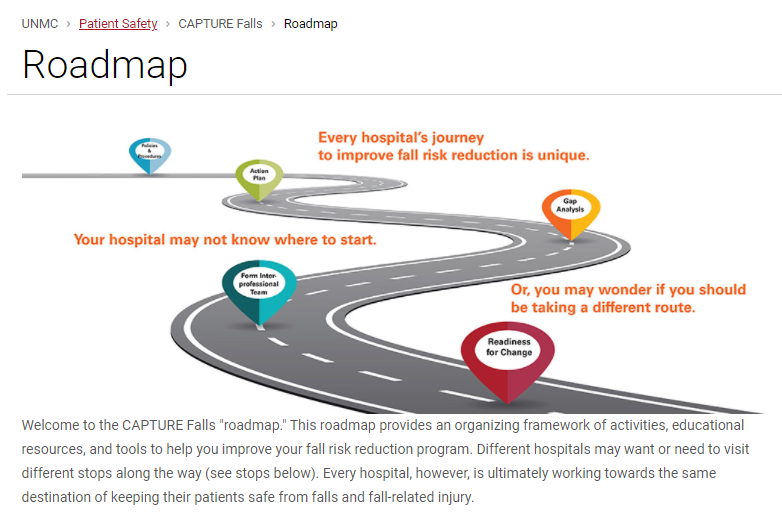 UNMC > Patient Safety > CAPTURE Falls > Roadmap
Roadmap
Every hospital's journey
to improve fall risk reduction is unique.
Policies
&
Procedures
Action
Plan
Gap
Analysis
Your hospital may not know where to start.
Form Inter-
professional
Team
Or, you may wonder if you should
be taking a different route.
Readiness
for Change
Welcome to the CAPTURE Falls "roadmap." This roadmap provides an organizing framework of activities, educational
resources, and tools to help you improve your fall risk reduction program. Different hospitals may want or need to visit
different stops along the way (see stops below). Every hospital, however, is ultimately working towards the same
destination of keeping their patients safe from falls and fall-related injury.